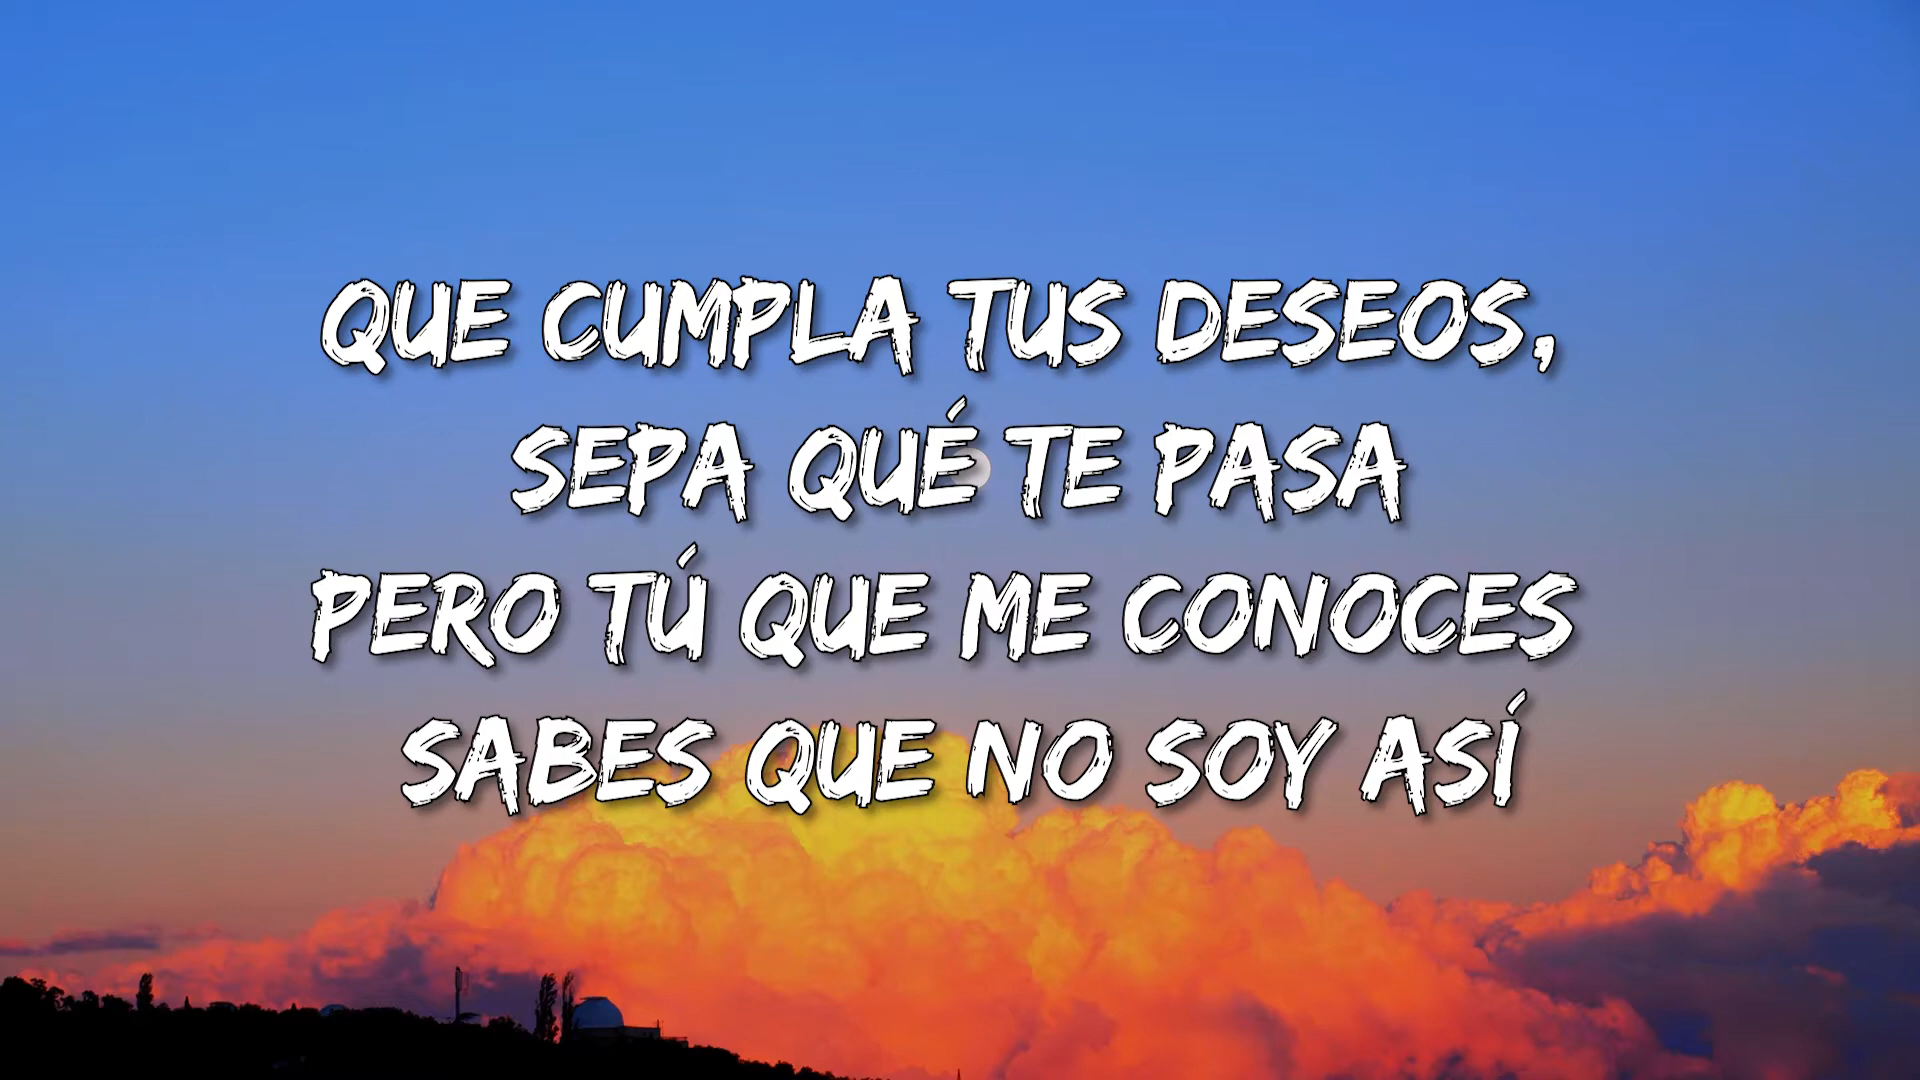 QUE CUMPLA TUS DESEOS,
SEPA QUÉ TE PASA
PERO TÚ QUE ME CONOCES
SABES QUE NO SOY ASÍ